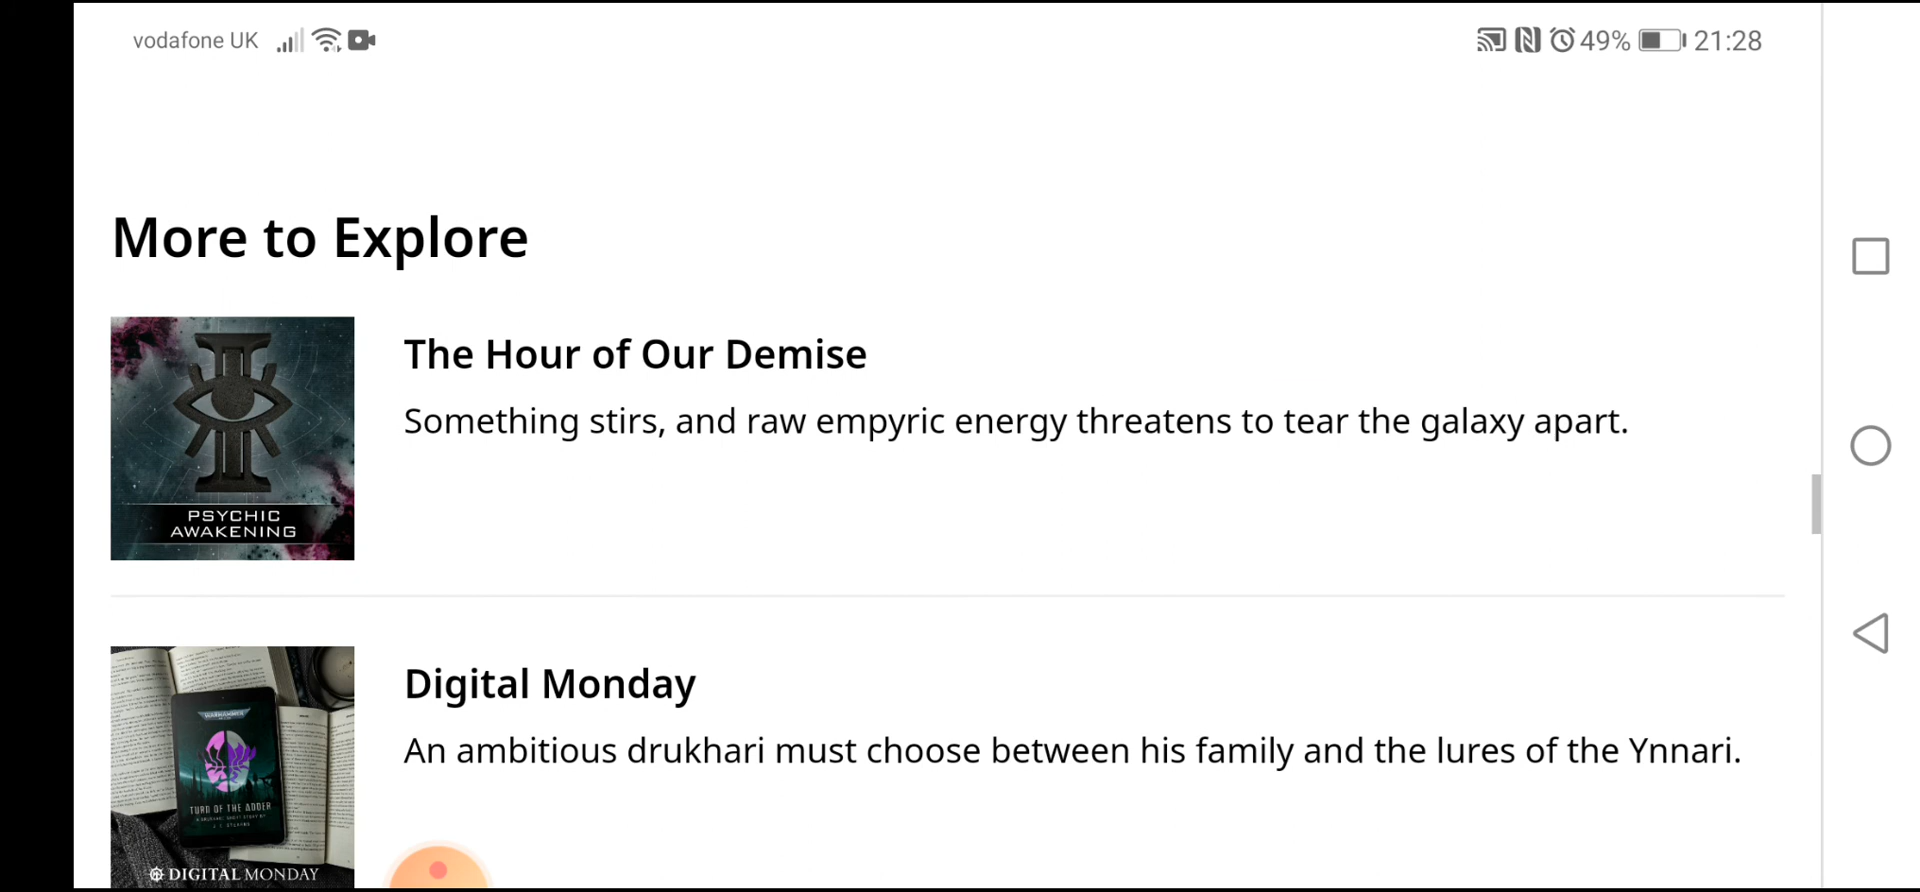 vodafone UK
49% 21:28
More to Explore
PSYCHIC
AWAKENING
The Hour of Our Demise
Something stirs, and raw empyric energy threatens to tear the galaxy apart.
TURN OF THE ADDER
DIGITAL MONDAY
Digital Monday
An ambitious drukhari must choose between his family and the lures of the Ynnari.